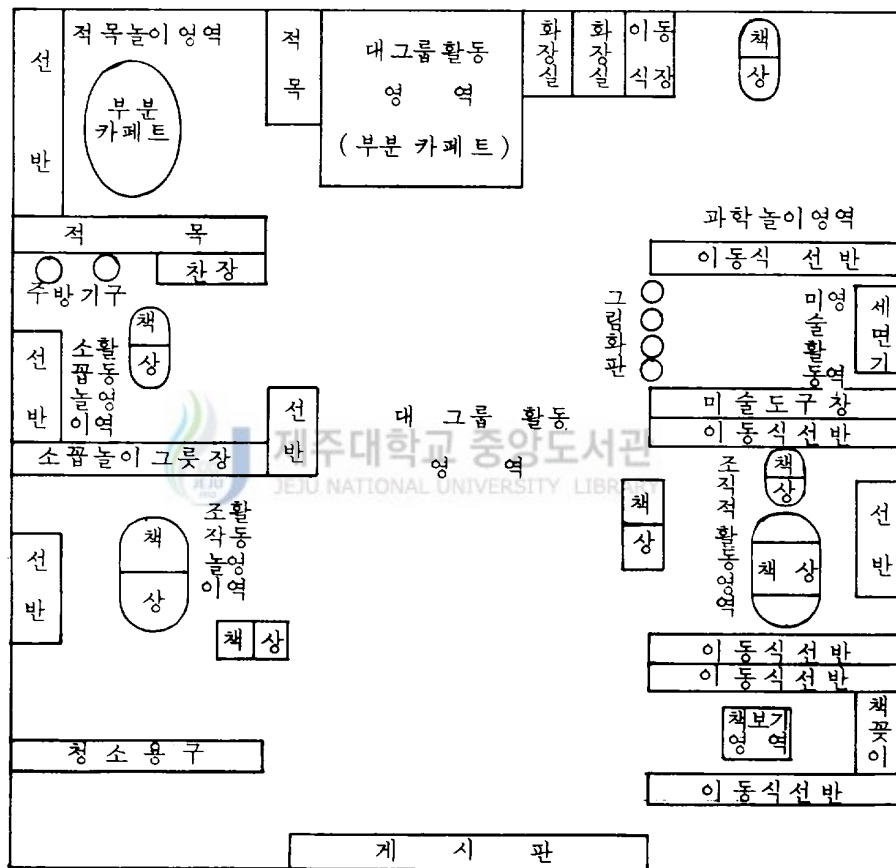 적목놀이영역
선반
부분
카페트
적목
대그룹활동
영 역
(부분 카페트)
화장실
화장실
이동
식장
책상
적 목
찬장
주방기구
책상
선반
소꿉놀이
활동영역
소꿉놀이그릇장
선반
대 그룹 활동
영 역
제주대학교 중앙도서관
JEJU NATIONAL UNIVERSITY LIBRARY
과학놀이영역
이동식 선반
그림화판
미술활동
영역
세면기
미술도구장
이동식선반
조직적
활동영역
책상
책상
선반
책상
선반
책상
조작놀이
활동영역
책상
이동식선반
이동식선반
책보기
영역
책꽂이
이동식선반
청소용구
게 시 판